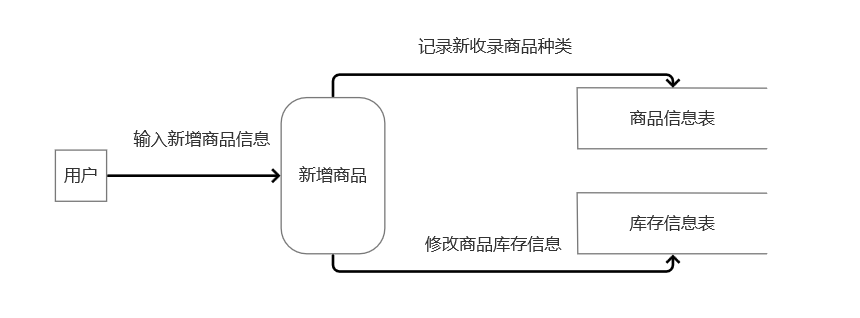 记录新收录商品种类
商品信息表
输入新增商品信息
用户
新增商品
库存信息表
修改商品库存信息